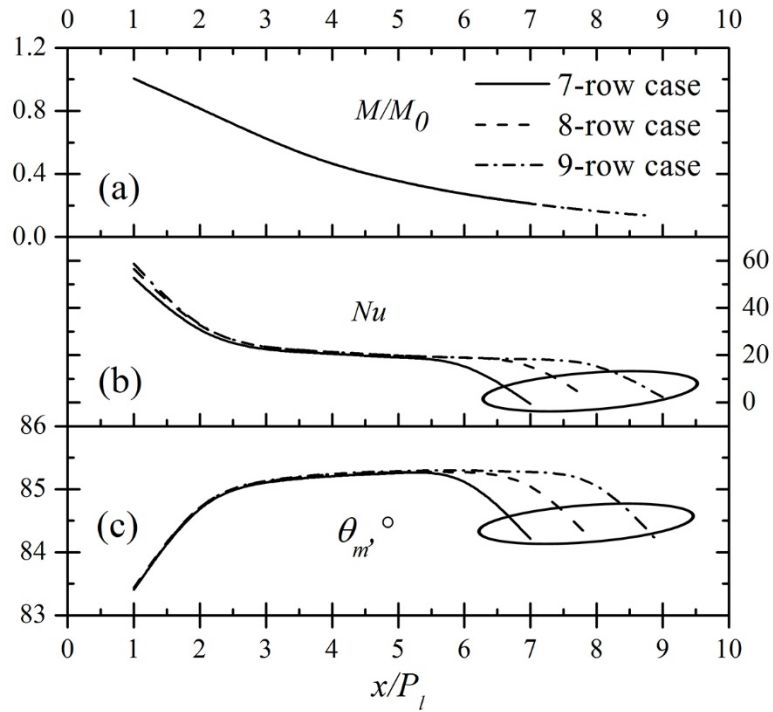 0 1 2 3 4 5 6 7 8 9 10
1.2
0.8
0.4
0.0
M/M0
7-row case
8-row case
9-row case
(a)
60
40
20
0
Nu
(b)
86
85
84
83
(c)
θm, °
0 1 2 3 4 5 6 7 8 9 10
x/Pl